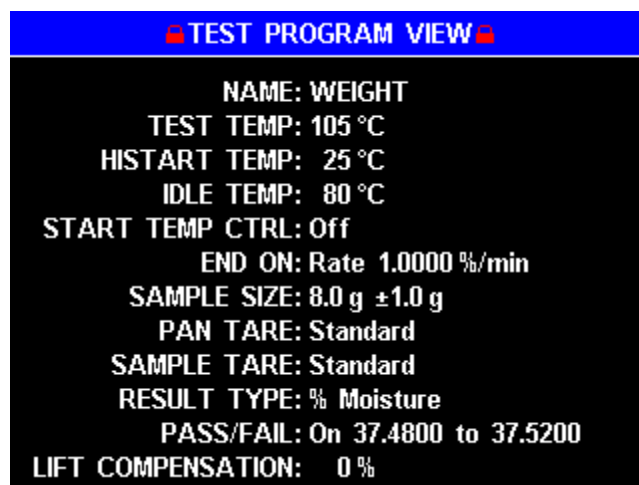 TEST PROGRAM VIEW
NAME: WEIGHT
TEST TEMP: 105 °C
HISTART TEMP: 25 °C
IDLE TEMP: 80 °C
START TEMP CTRL: Off
END ON: Rate 1.0000 %/min
SAMPLE SIZE: 8.0 g ±1.0 g
PAN TARE: Standard
SAMPLE TARE: Standard
RESULT TYPE: % Moisture
PASS/FAIL: On 37.4800 to 37.5200
LIFT COMPENSATION: 0 %